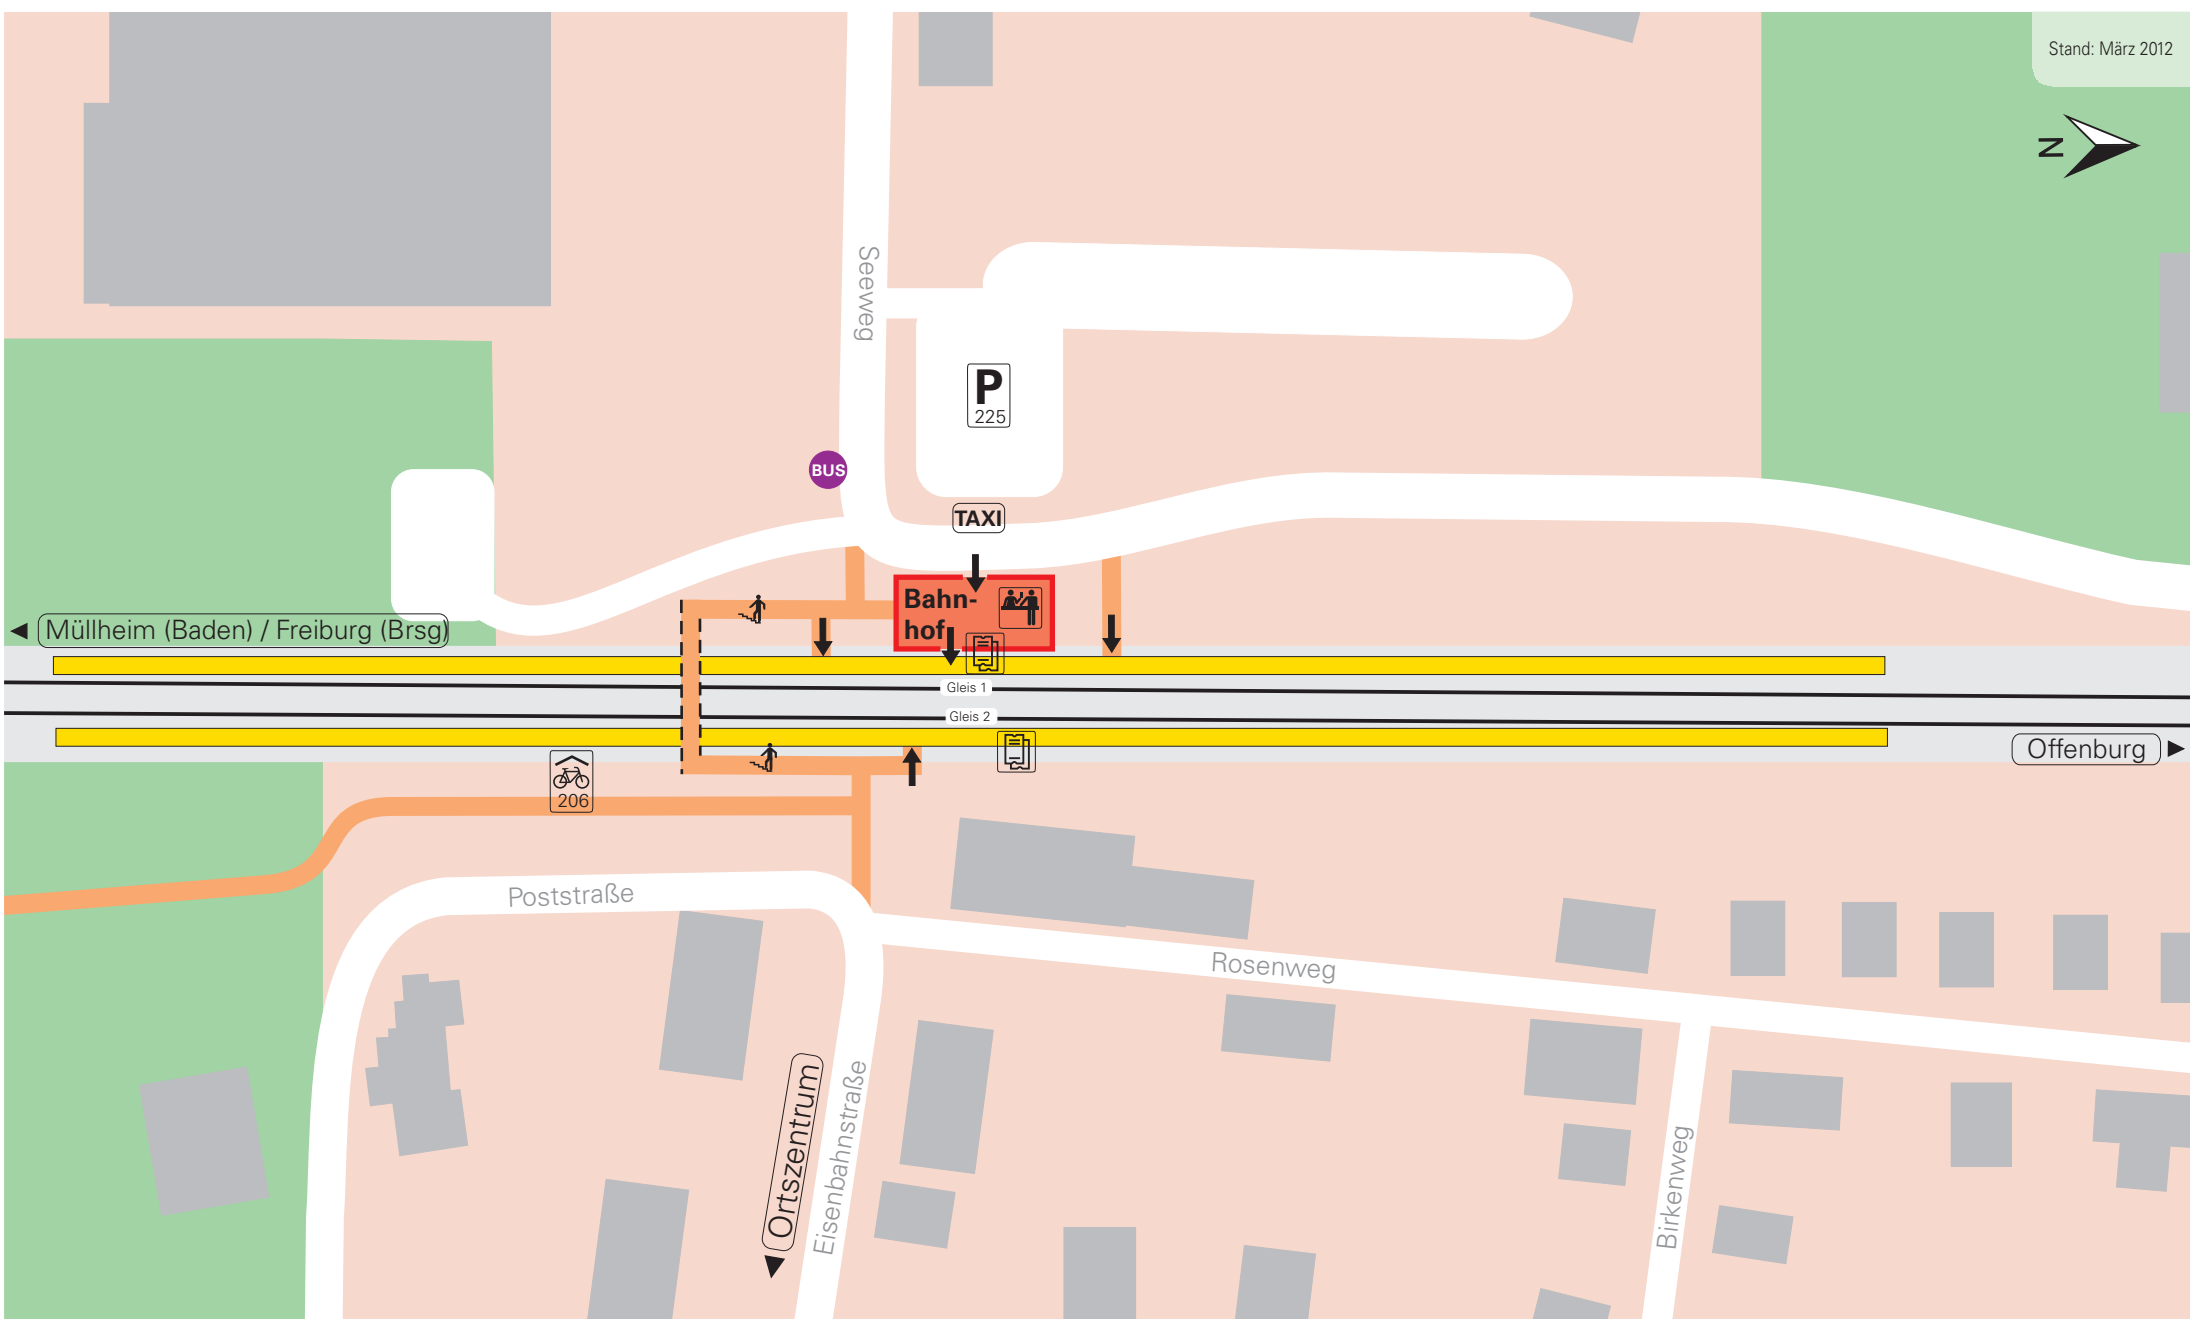 Stand: März 2012
N
Seeweg
P
225
BUS
TAXI
Bahn-
hof
Müllheim (Baden) / Freiburg (Brsg)
Gleis 1
Gleis 2
Offenburg
206
Poststraße
Rosenweg
Ortszentrum
Eisenbahnstraße
Birkenweg